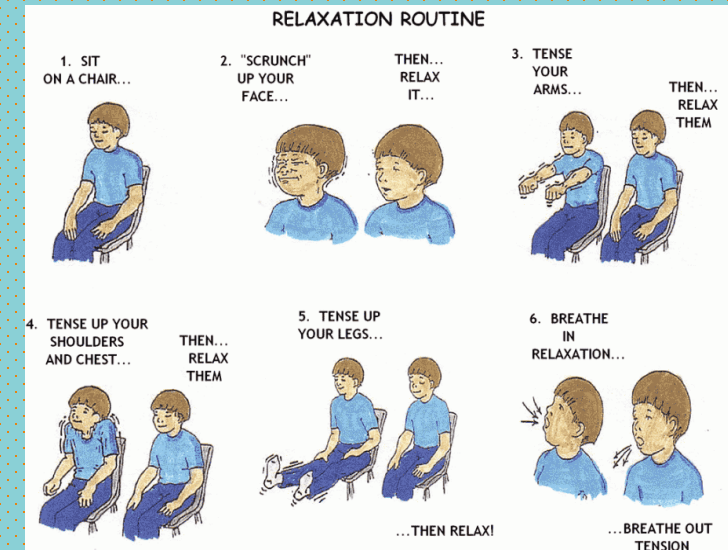 RELAXATION ROUTINE
1. SIT
ON A CHAIR...
2. "SCRUNCH"
UP YOUR
FACE...
THEN...
RELAX
IT...
3. TENSE
YOUR
ARMS...
THEN...
RELAX
THEM
4. TENSE UP YOUR
SHOULDERS
AND CHEST...
THEN...
RELAX
THEM
5. TENSE UP
YOUR LEGS...
...THEN RELAX!
6. BREATHE
IN
RELAXATION...
...BREATHE OUT
TENSION